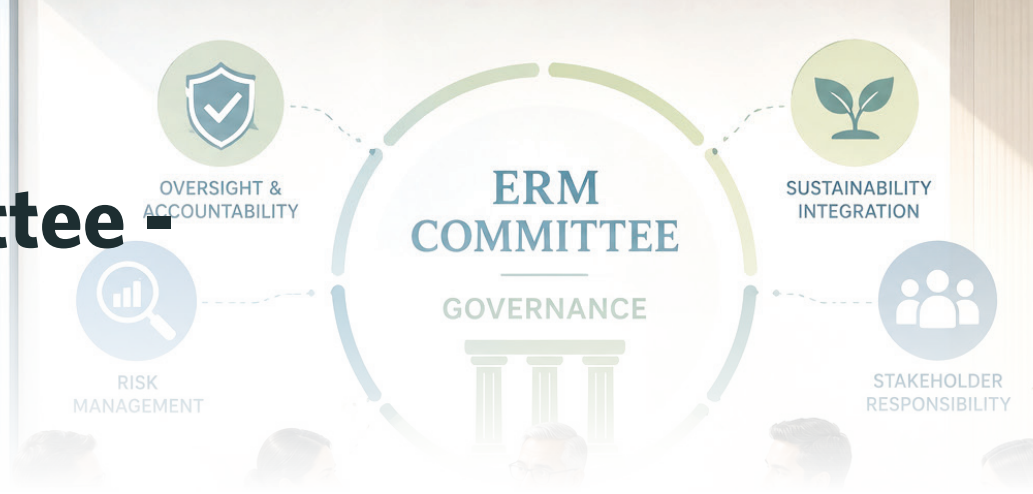 OVERSIGHT &
ACCOUNTABILITY
ttee -
ERM
COMMITTEE
GOVERNANCE
SUSTAINABILITY
INTEGRATION
RISK
MANAGEMENT
STAKEHOLDER
RESPONSIBILITY